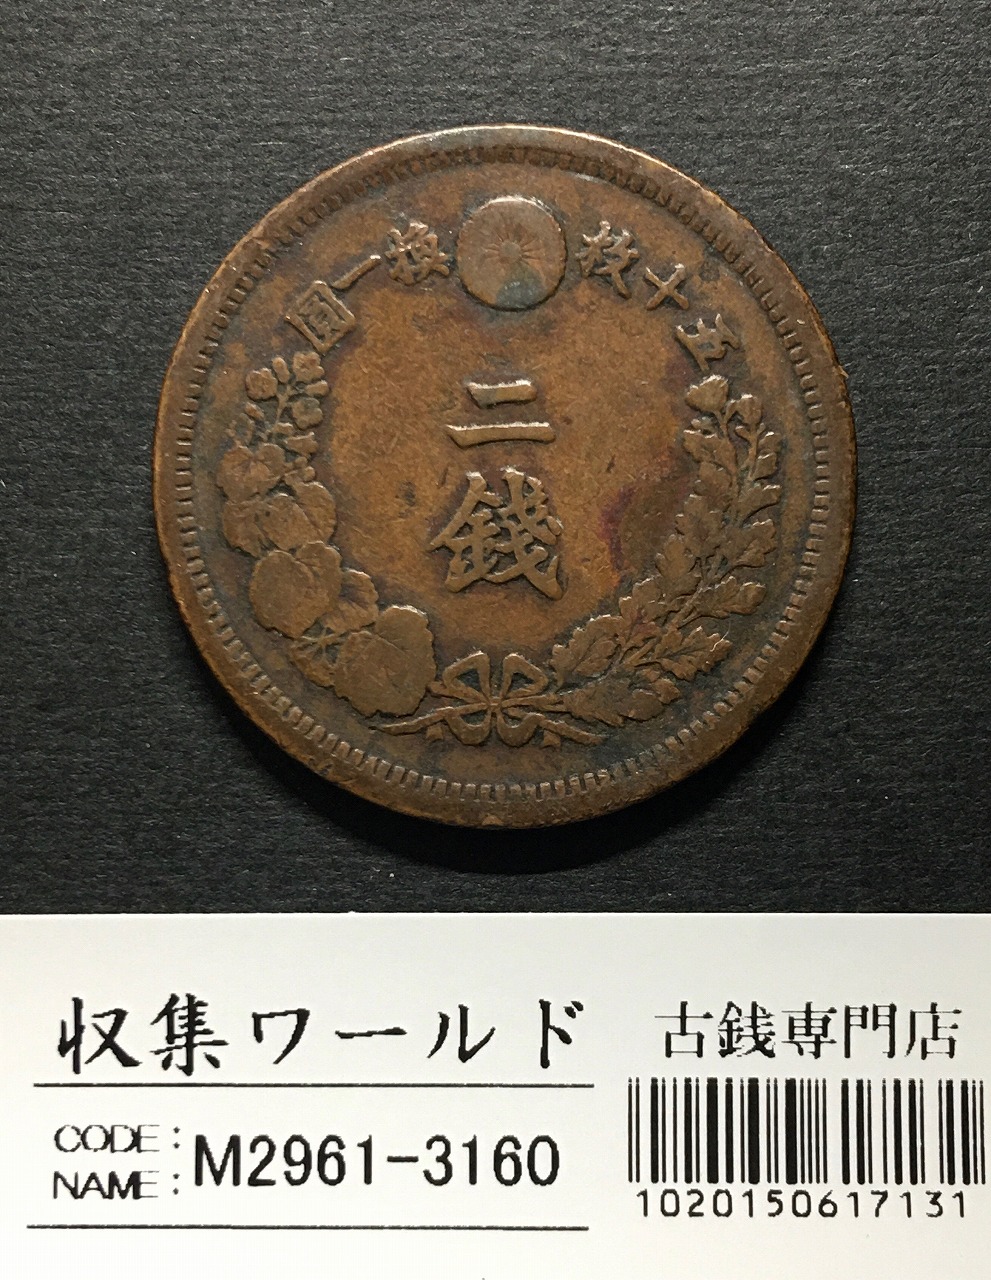 五十枚換一圓
二
錢
収集ワールド
古銭専門店
CODE:
NAME: M2961-3160
1020150617131